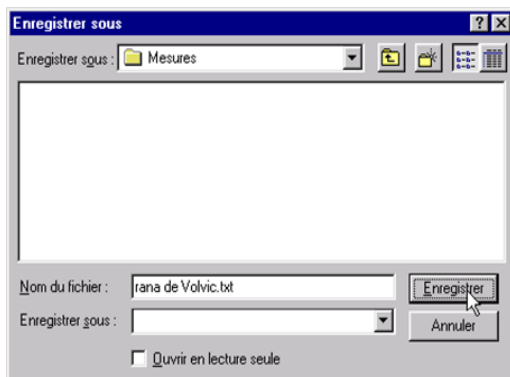 Enregistrer sous
Enregistrer sous : Mesures
Nom du fichier : rana de Volvic.txt Enregistrer
Enregistrer sous : Annuler
Ouvrir en lecture seule